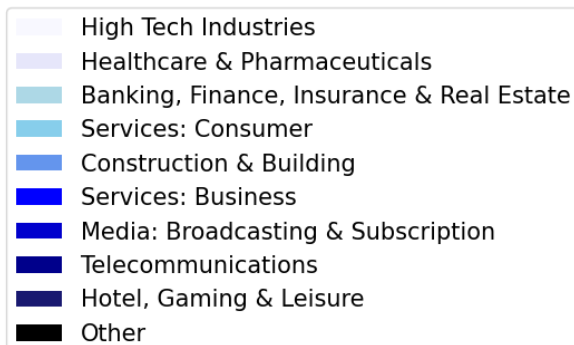 High Tech Industries
Healthcare & Pharmaceuticals
Banking, Finance, Insurance & Real Estate
Services: Consumer
Construction & Building
Services: Business
Media: Broadcasting & Subscription
Telecommunications
Hotel, Gaming & Leisure
Other